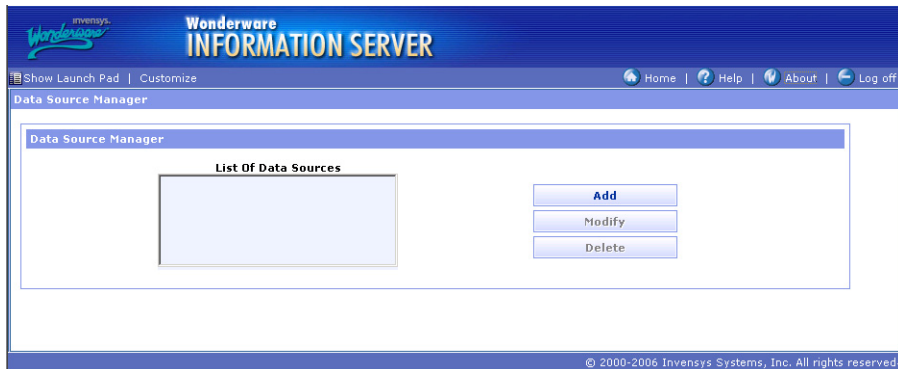 invensys.
Wonderware
Wonderware
INFORMATION SERVER
Show Launch Pad | Customize
Home | Help | About | Log off
Data Source Manager
Data Source Manager
List Of Data Sources
Add
Modify
Delete
© 2000-2006 Invensys Systems, Inc. All rights reserved